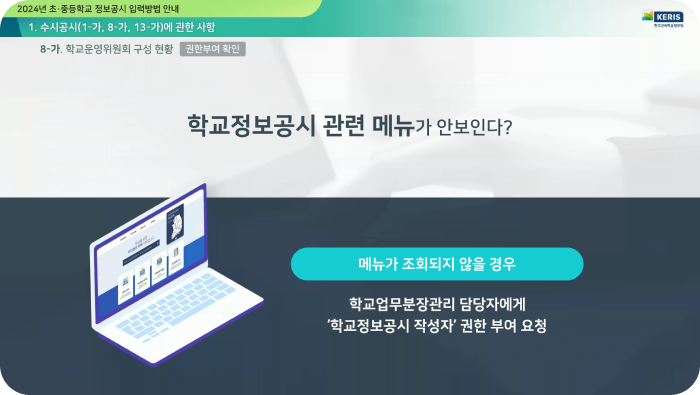 2024년 초·중등학교 정보공시 입력방법 안내
1. 수시공시(1-가, 8-가, 13-가)에 관한 사항
KERIS
8-가. 학교운영위원회 구성 현황 권한부여 확인
학교정보공시 관련 메뉴가 안보인다?
메뉴가 조회되지 않을 경우
학교업무분장관리 담당자에게
'학교정보공시 작성자' 권한 부여 요청